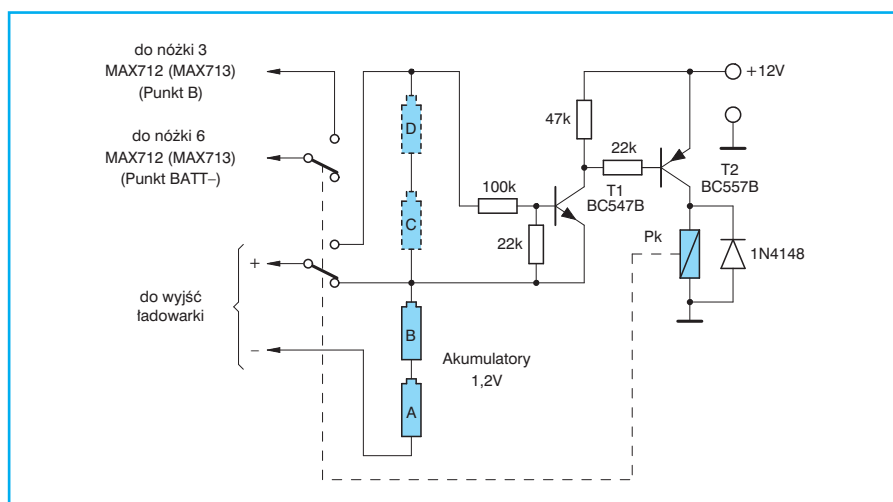 do nóżki 3
MAX712 (MAX713)
(Punkt B)
do nóżki 6
MAX712 (MAX713)
(Punkt BATT–)
+
do wyjść
ładowarki
–
D
C
B
A
Akumulatory
1,2V
100k
22k
47k
22k
T1
BC547B
T2
BC557B
+12V
Pk
1N4148